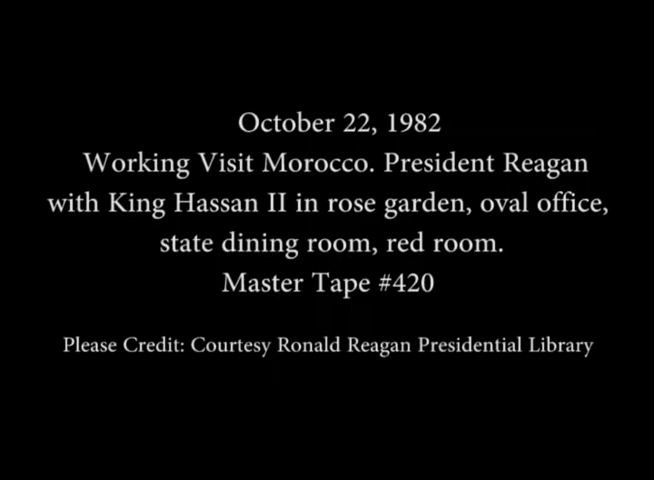 October 22, 1982
Working Visit Morocco. President Reagan
with King Hassan II in rose garden, oval office,
state dining room, red room.
Master Tape #420
Please Credit: Courtesy Ronald Reagan Presidential Library